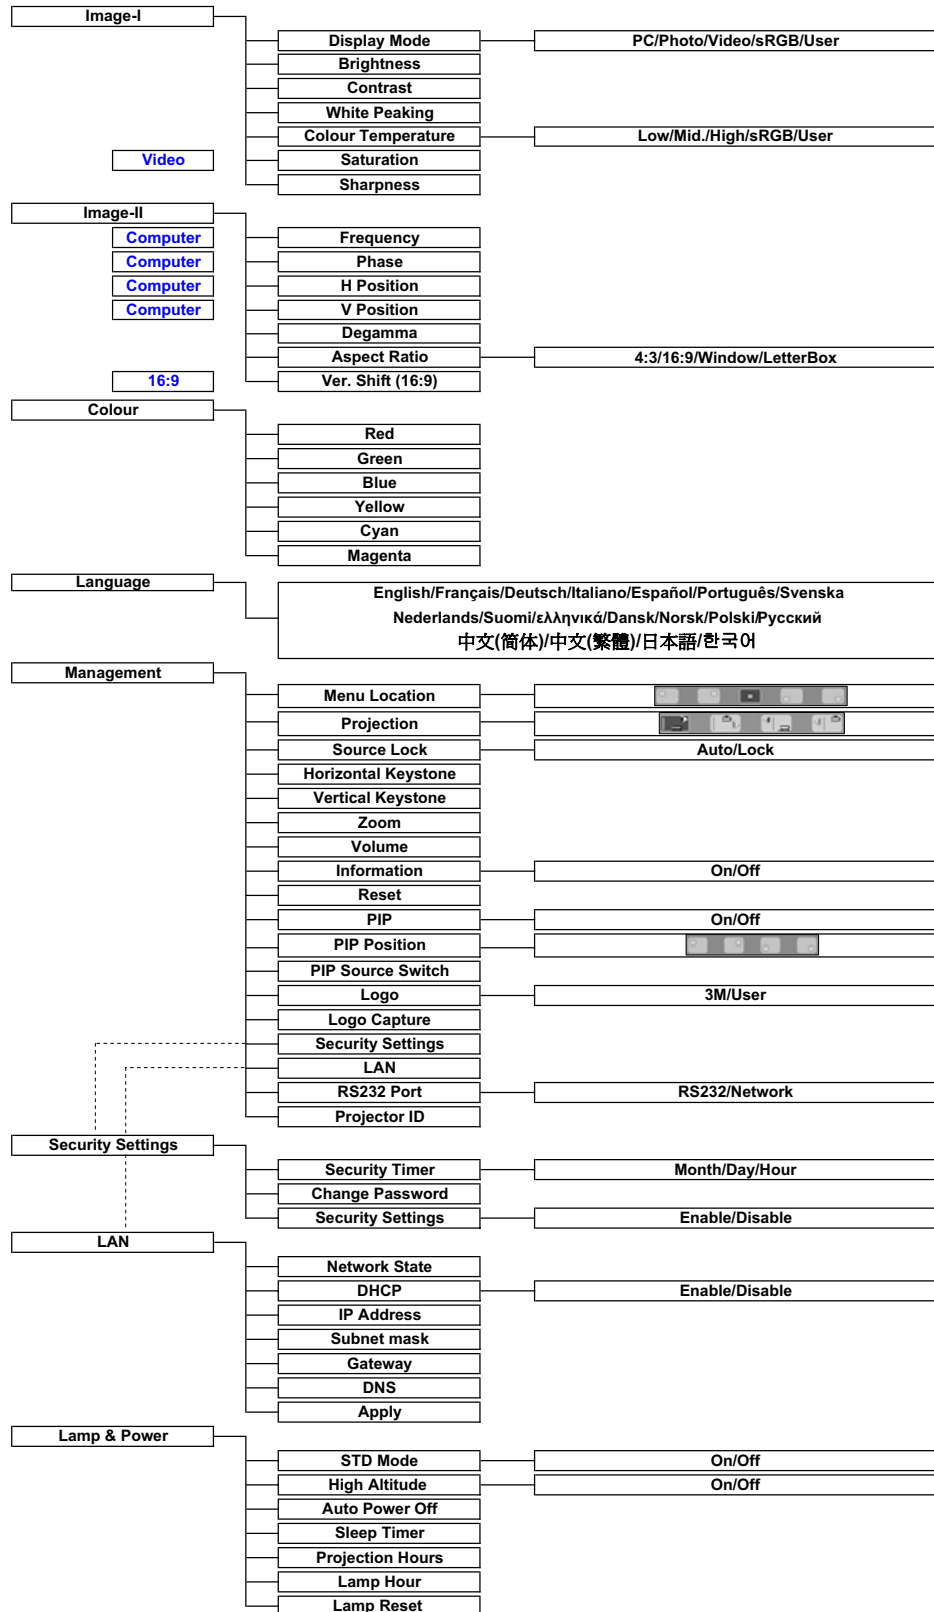 Image-I
Display Mode PC/Photo/Video/sRGB/User
Brightness
Contrast
White Peaking
Colour Temperature Low/Mid./High/sRGB/User
Video Saturation
Sharpness
Image-II
Computer Frequency
Computer Phase
Computer H Position
Computer V Position
Degamma
Aspect Ratio 4:3/16:9/Window/LetterBox
16:9 Ver. Shift (16:9)
Colour
Red
Green
Blue
Yellow
Cyan
Magenta
Language
English/Français/Deutsch/Italiano/Español/Português/Svenska
Nederlands/Suomi/ελληνικά/Dansk/Norsk/Polski/Русский
中文(简体)/中文(繁體)/日本語/한국어
Management
Menu Location
Projection
Source Lock Auto/Lock
Horizontal Keystone
Vertical Keystone
Zoom
Volume
Information On/Off
Reset
PIP On/Off
PIP Position
PIP Source Switch
Logo 3M/User
Logo Capture
Security Settings
LAN
RS232 Port RS232/Network
Projector ID
Security Settings
Security Timer Month/Day/Hour
Change Password
Security Settings Enable/Disable
LAN
Network State
DHCP Enable/Disable
IP Address
Subnet mask
Gateway
DNS
Apply
Lamp & Power
STD Mode On/Off
High Altitude On/Off
Auto Power Off
Sleep Timer
Projection Hours
Lamp Hour
Lamp Reset